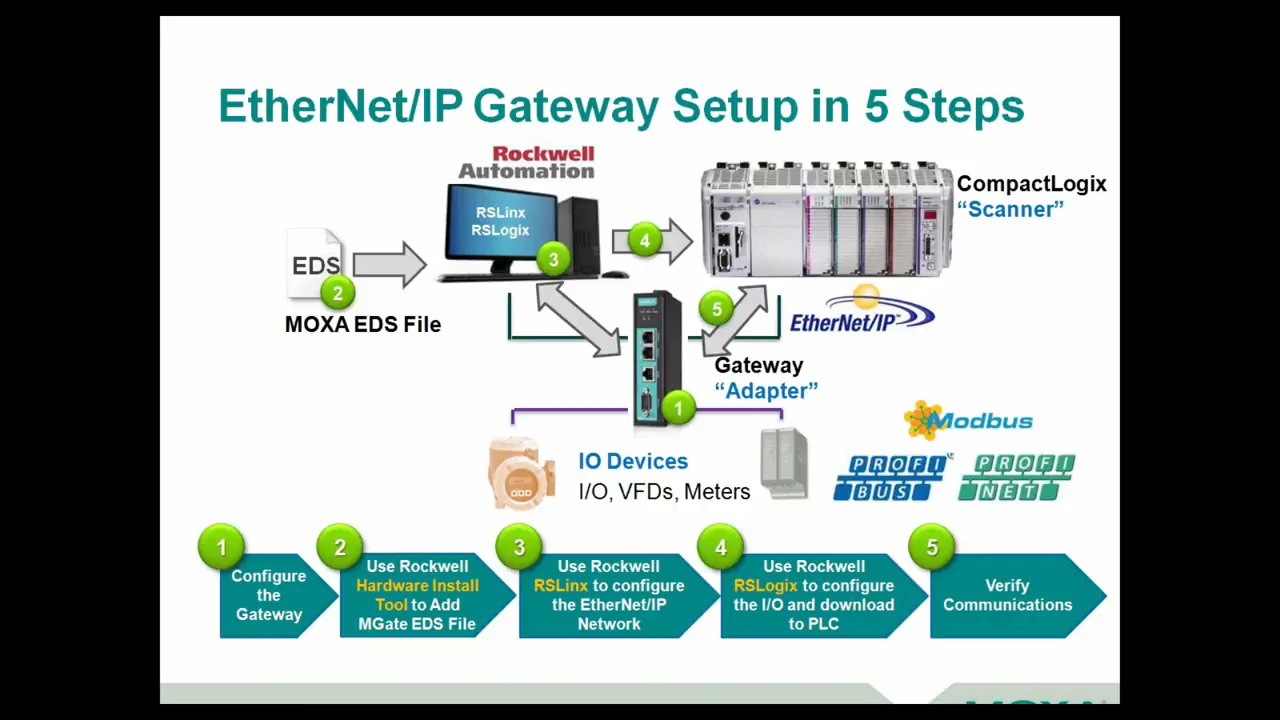 EtherNet/IP Gateway Setup in 5 Steps
Rockwell
Automation
RSLinx
RSLogix
3
4
CompactLogix
“Scanner”
EDS
2
MOXA EDS File
5
EtherNet/IP™
Gateway
“Adapter”
1
Modbus
IO Devices
I/O, VFDs, Meters
PROFI
BUS
PROFI
NET
1
Configure
the
Gateway
2
Use Rockwell
Hardware Install
Tool to Add
MGate EDS File
3
Use Rockwell
RSLinx to configure
the EtherNet/IP
Network
4
Use Rockwell
RSLogix to configure
the I/O and download
to PLC
5
Verify
Communications